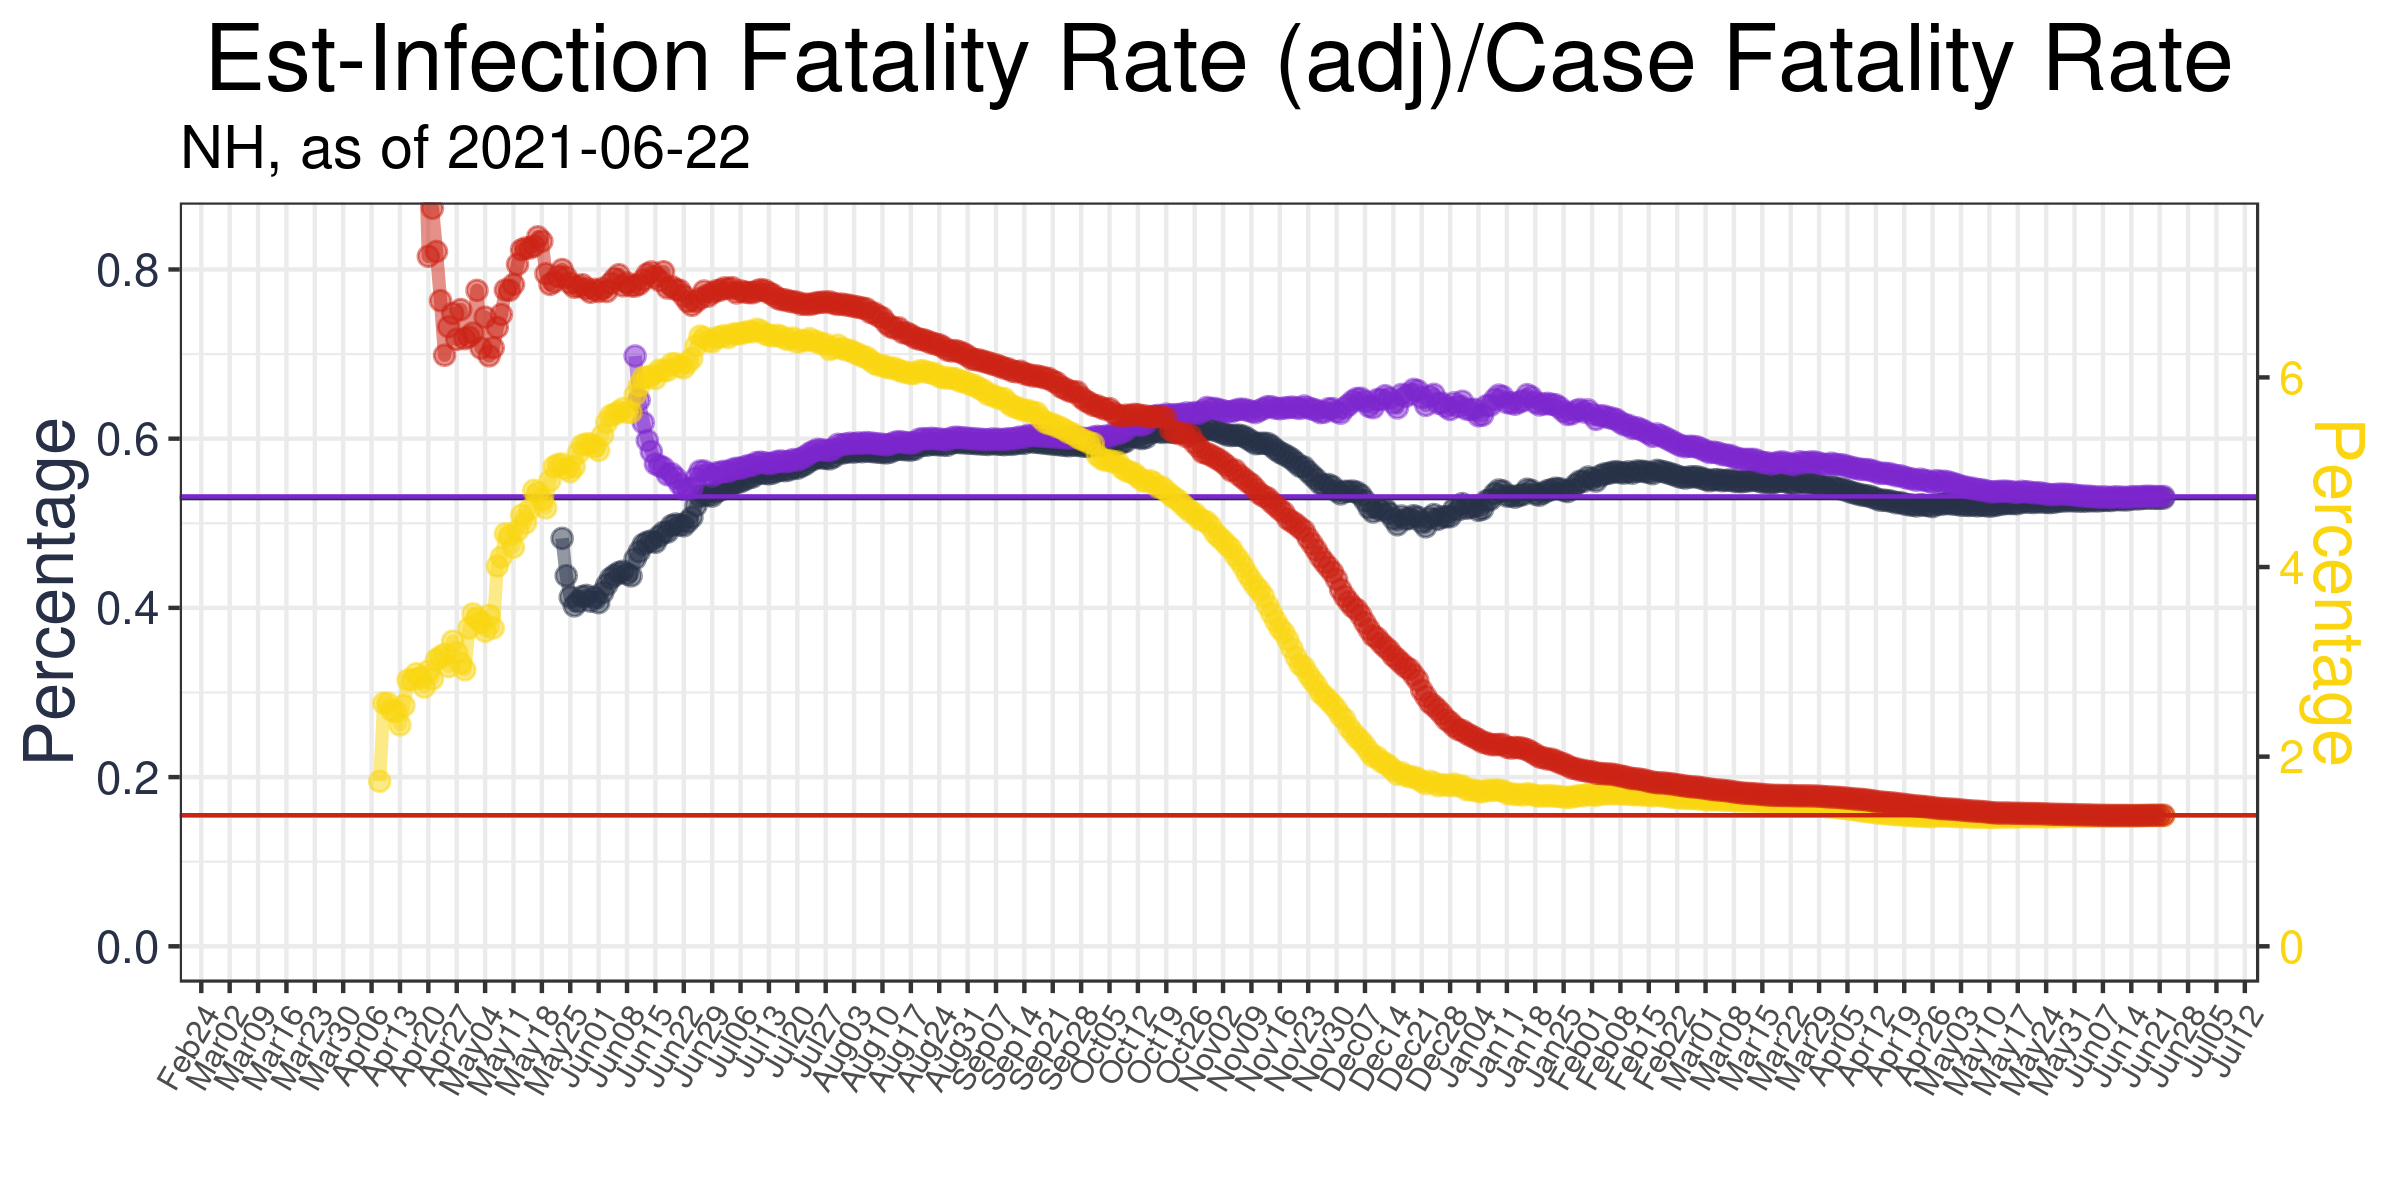 Est-Infection Fatality Rate (adj)/Case Fatality Rate
NH, as of 2021-06-22
Percentage
0.8
0.6
0.4
0.2
0.0
6
4
2
0
Percentage
Feb24
Mar02
Mar09
Mar16
Mar23
Mar30
Apr06
Apr13
Apr20
Apr27
May04
May11
May18
May25
Jun01
Jun08
Jun15
Jun22
Jun29
Jul06
Jul13
Jul20
Jul27
Aug03
Aug10
Aug17
Aug24
Aug31
Sep07
Sep14
Sep21
Sep28
Oct05
Oct12
Oct19
Oct26
Nov02
Nov09
Nov16
Nov23
Nov30
Dec07
Dec14
Dec21
Dec28
Jan04
Jan11
Jan18
Jan25
Feb01
Feb08
Feb15
Feb22
Mar01
Mar08
Mar15
Mar22
Mar29
Apr05
Apr12
Apr19
Apr26
May03
May10
May17
May24
May31
Jun07
Jun14
Jun21
Jun28
Jul05
Jul12